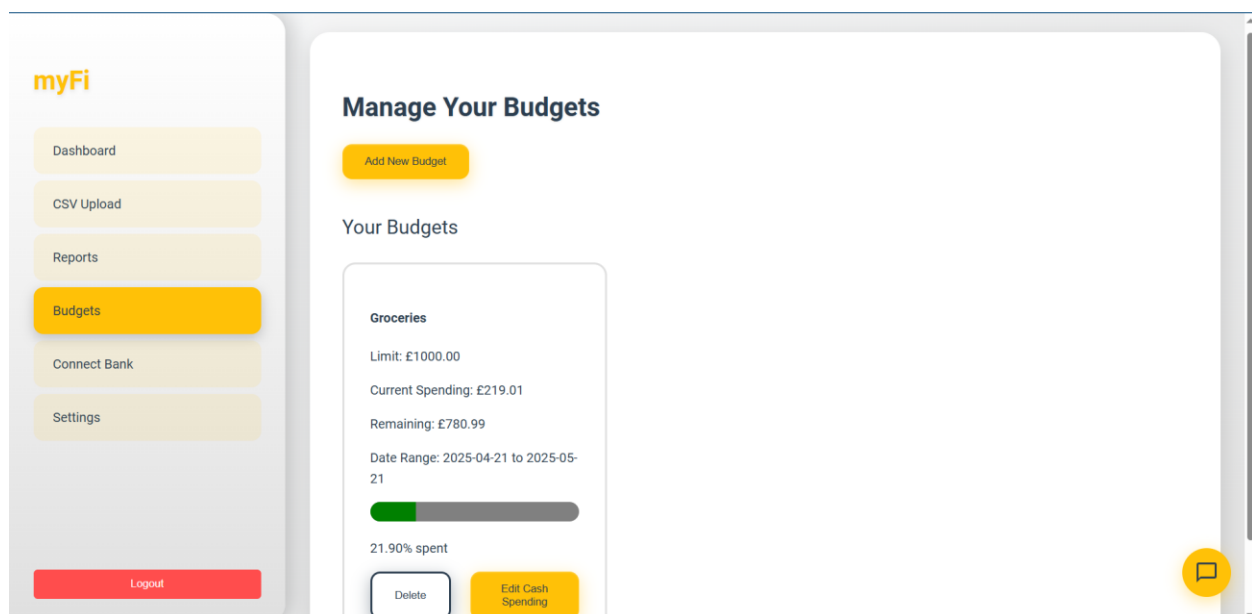 myFi
Dashboard
CSV Upload
Reports
Budgets
Connect Bank
Settings
Logout
Manage Your Budgets
Add New Budget
Your Budgets
Groceries
Limit: £1000.00
Current Spending: £219.01
Remaining: £780.99
Date Range: 2025-04-21 to 2025-05-
21
21.90% spent
Delete
Edit Cash
Spending